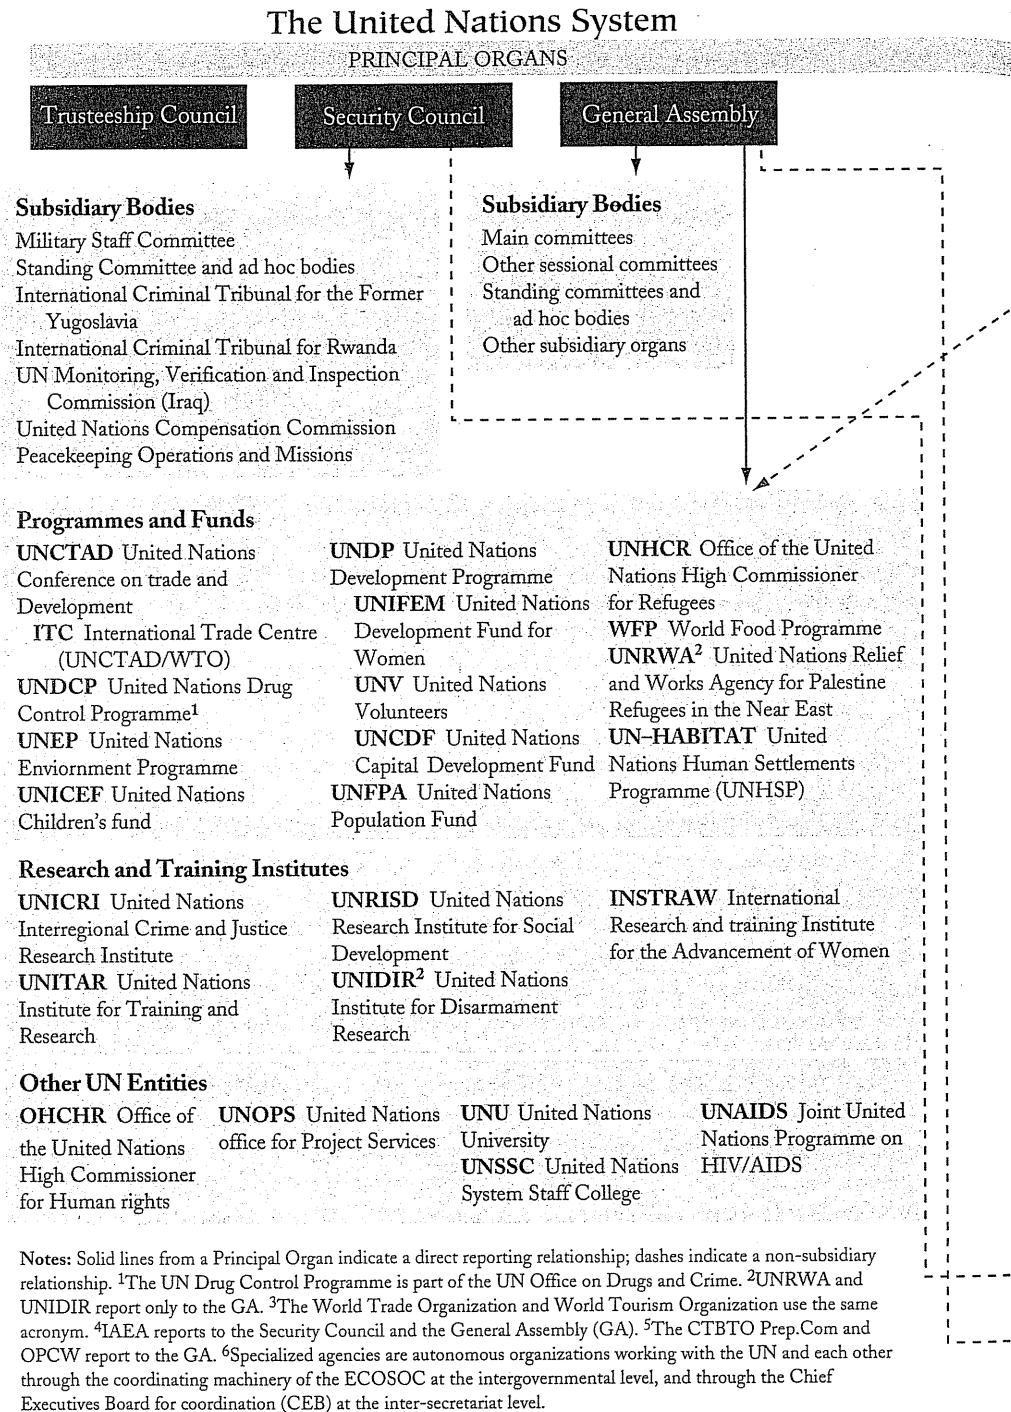 The United Nations System
PRINCIPAL ORGANS
Trusteeship Council
Security Council
General Assembly
Subsidiary Bodies
Military Staff Committee
Standing Committee and ad hoc bodies
International Criminal Tribunal for the Former
Yugoslavia
International Criminal Tribunal for Rwanda
UN Monitoring, Verification and Inspection
Commission (Iraq)
United Nations Compensation Commission
Peacekeeping Operations and Missions
Subsidiary Bodies
Main committees
Other sessional committees
Standing committees and
ad hoc bodies
Other subsidiary organs
Programmes and Funds
UNCTAD United Nations
Conference on trade and
Development
ITC International Trade Centre
(UNCTAD/WTO)
UNDCP United Nations Drug
Control Programme¹
UNEP United Nations
Enviornment Programme
UNICEF United Nations
Children's fund
UNDP United Nations
Development Programme
UNIFEM United Nations
Development Fund for
Women
UNV United Nations
Volunteers
UNCDF United Nations
Capital Development Fund
UNFPA United Nations
Population Fund
UNHCR Office of the United
Nations High Commissioner
for Refugees
WFP World Food Programme
UNRWA² United Nations Relief
and Works Agency for Palestine
Refugees in the Near East
UN–HABITAT United
Nations Human Settlements
Programme (UNHSP)
Research and Training Institutes
UNICRI United Nations
Interregional Crime and Justice
Research Institute
UNITAR United Nations
Institute for Training and
Research
UNRISD United Nations
Research Institute for Social
Development
UNIDIR² United Nations
Institute for Disarmament
Research
INSTRAW International
Research and training Institute
for the Advancement of Women
Other UN Entities
OHCHR Office of
the United Nations
High Commissioner
for Human rights
UNOPS United Nations
office for Project Services
UNU United Nations
University
UNSSC United Nations
System Staff College
UNAIDS Joint United
Nations Programme on
HIV/AIDS
Notes: Solid lines from a Principal Organ indicate a direct reporting relationship; dashes indicate a non-subsidiary
relationship. ¹The UN Drug Control Programme is part of the UN Office on Drugs and Crime. ²UNRWA and
UNIDIR report only to the GA. ³The World Trade Organization and World Tourism Organization use the same
acronym. ⁴IAEA reports to the Security Council and the General Assembly (GA). ⁵The CTBTO Prep.Com and
OPCW report to the GA. ⁶Specialized agencies are autonomous organizations working with the UN and each other
through the coordinating machinery of the ECOSOC at the intergovernmental level, and through the Chief
Executives Board for coordination (CEB) at the inter-secretariat level.